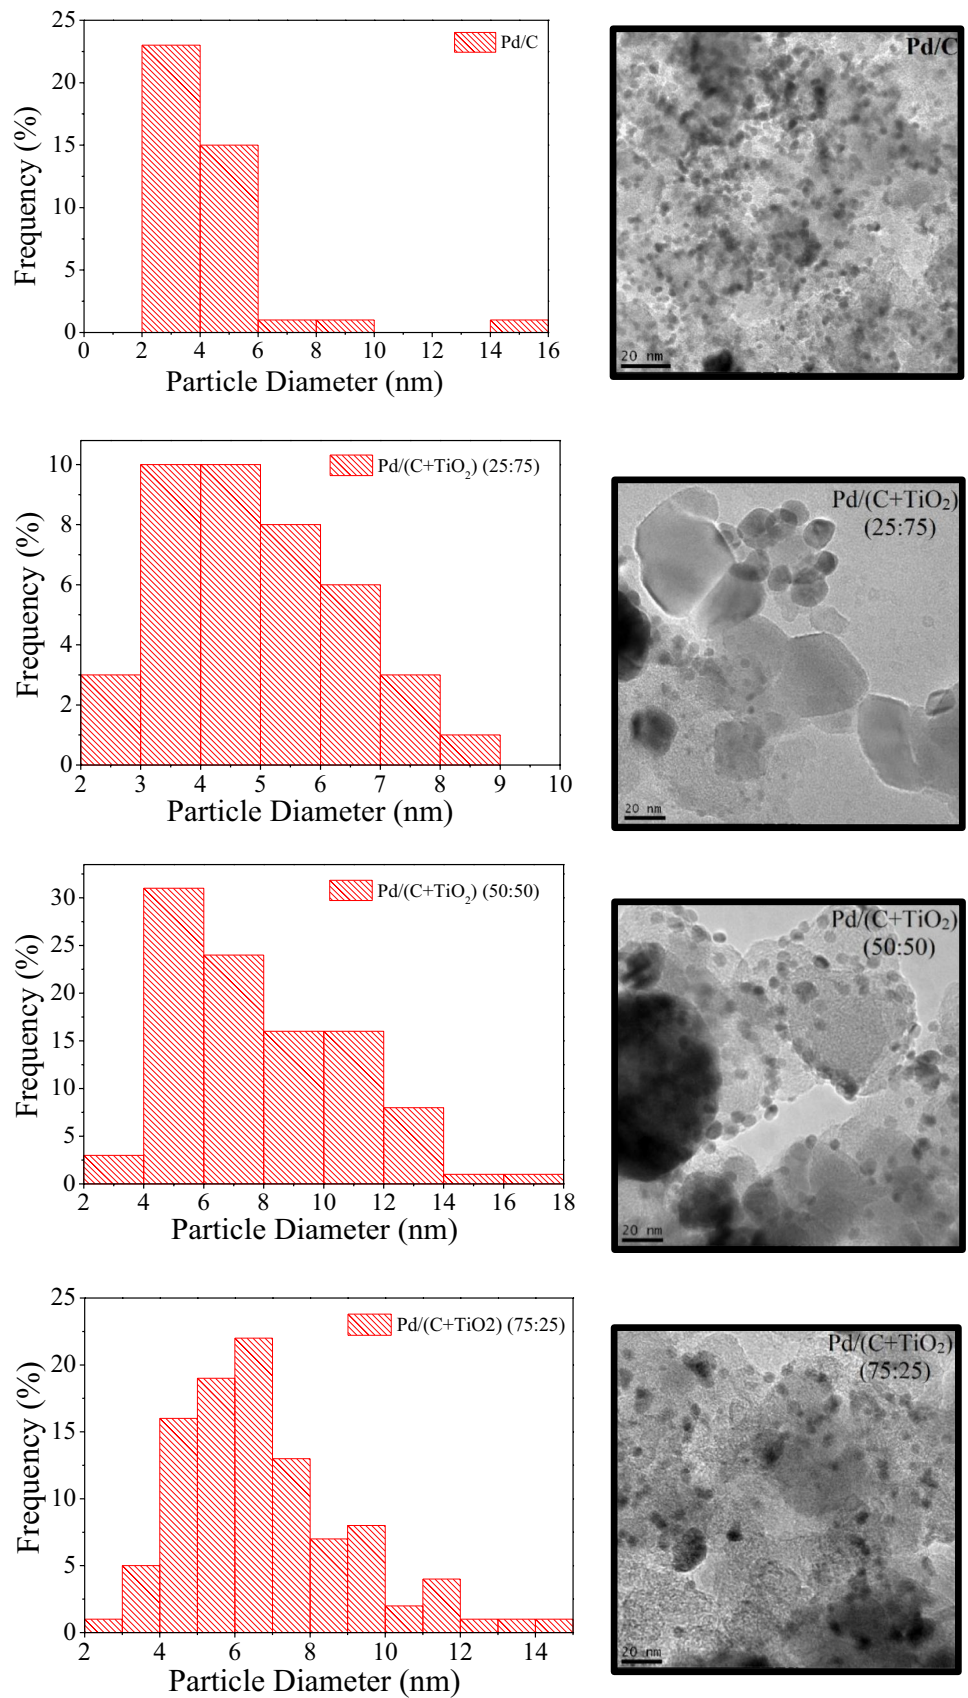 25
20
15
10
5
0
Frequency (%)
Pd/C
0 2 4 6 8 10 12 14 16
Particle Diameter (nm)
Pd/C
20 nm
10
8
6
4
2
0
Frequency (%)
Pd/(C+TiO₂) (25:75)
2 3 4 5 6 7 8 9 10
Particle Diameter (nm)
Pd/(C+TiO₂)
(25:75)
20 nm
30
25
20
15
10
5
0
Frequency (%)
Pd/(C+TiO₂) (50:50)
2 4 6 8 10 12 14 16 18
Particle Diameter (nm)
Pd/(C+TiO₂)
(50:50)
20 nm
25
20
15
10
5
0
Frequency (%)
Pd/(C+TiO2) (75:25)
2 4 6 8 10 12 14
Particle Diameter (nm)
Pd/(C+TiO₂)
(75:25)
20 nm